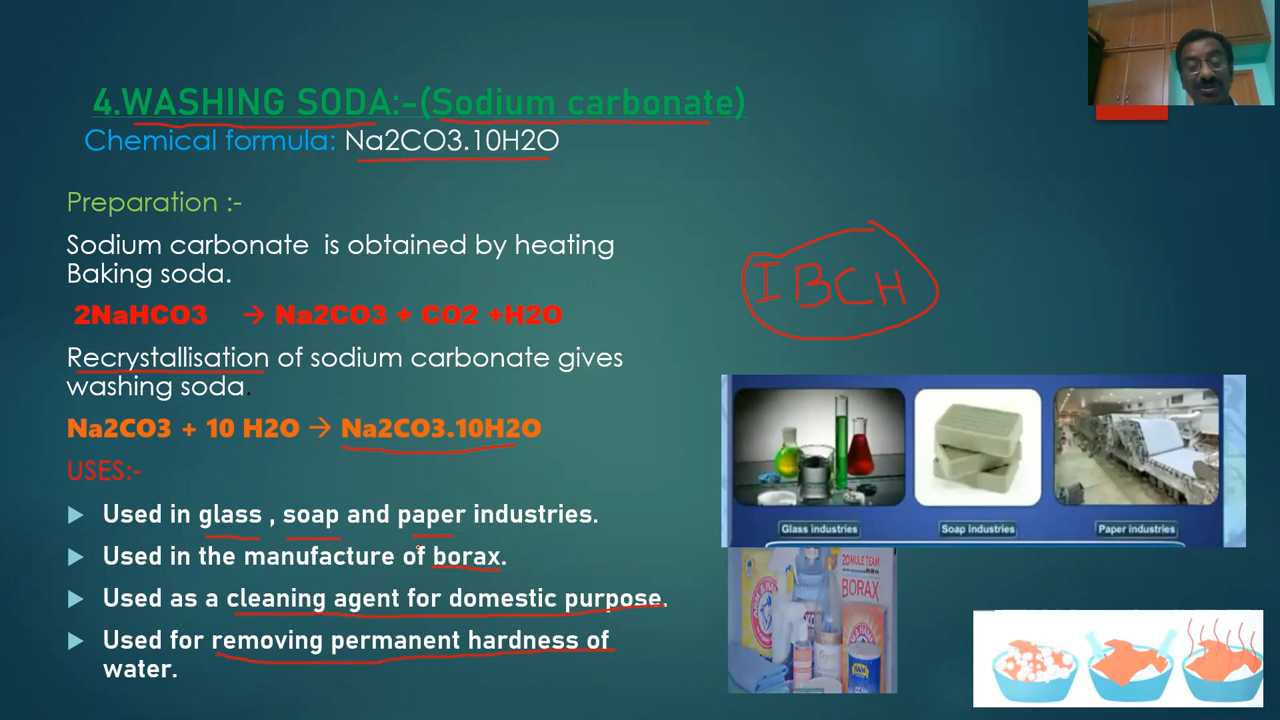 4.WASHING SODA:-(Sodium carbonate)
Chemical formula: Na2CO3.10H2O
Preparation :-
Sodium carbonate is obtained by heating
Baking soda.
2NaHCO3 → Na2CO3 + CO2 +H2O
Recrystallisation of sodium carbonate gives
washing soda.
Na2CO3 + 10 H2O → Na2CO3.10H2O
USES:-
Used in glass , soap and paper industries.
Used in the manufacture of borax.
Used as a cleaning agent for domestic purpose.
Used for removing permanent hardness of
water.
IBCH
Glass industries
Soap industries
Paper industries
20 MULE TEAM
BORAX